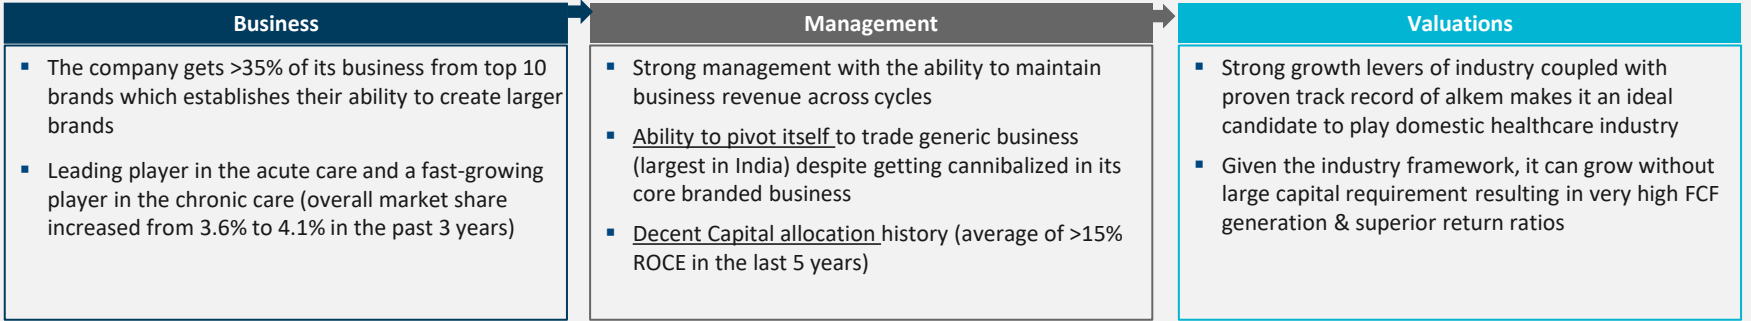 Business
▪ The company gets >35% of its business from top 10
brands which establishes their ability to create larger
brands
▪ Leading player in the acute care and a fast-growing
player in the chronic care (overall market share
increased from 3.6% to 4.1% in the past 3 years)
Management
▪ Strong management with the ability to maintain
business revenue across cycles
▪ Ability to pivot itself to trade generic business
(largest in India) despite getting cannibalized in its
core branded business
▪ Decent Capital allocation history (average of >15%
ROCE in the last 5 years)
Valuations
▪ Strong growth levers of industry coupled with
proven track record of alkem makes it an ideal
candidate to play domestic healthcare industry
▪ Given the industry framework, it can grow without
large capital requirement resulting in very high FCF
generation & superior return ratios